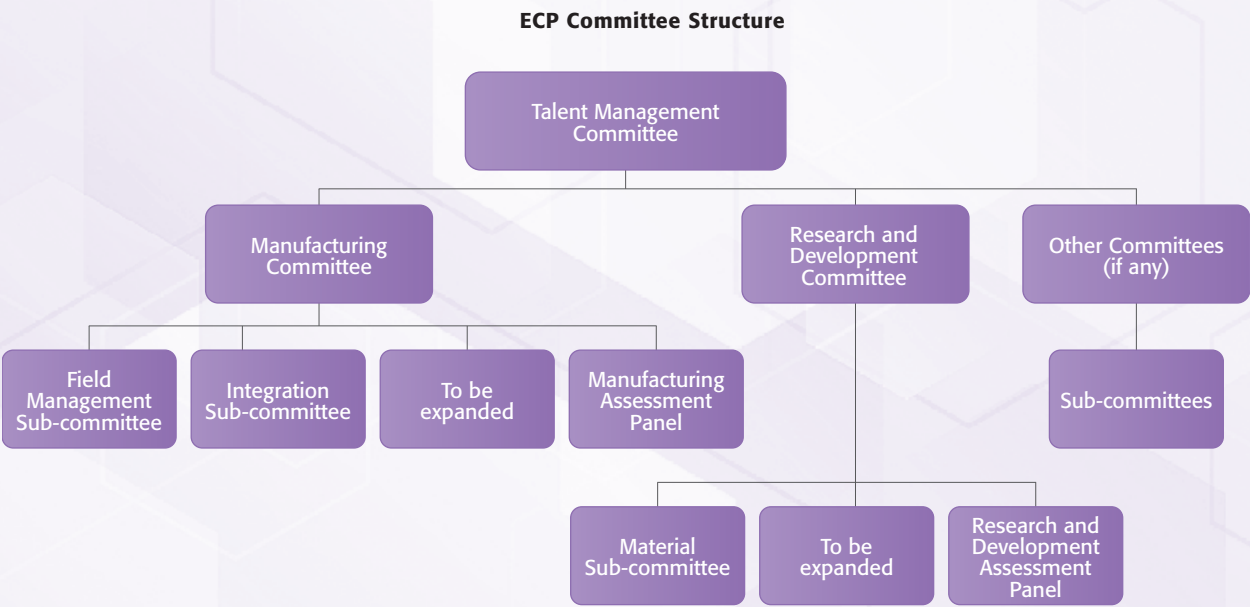 ECP Committee Structure
Talent Management
Committee
Manufacturing
Committee
Research and
Development
Committee
Other Committees
(if any)
Field
Management
Sub-committee
Integration
Sub-committee
To be
expanded
Manufacturing
Assessment
Panel
Sub-committees
Material
Sub-committee
To be
expanded
Research and
Development
Assessment
Panel